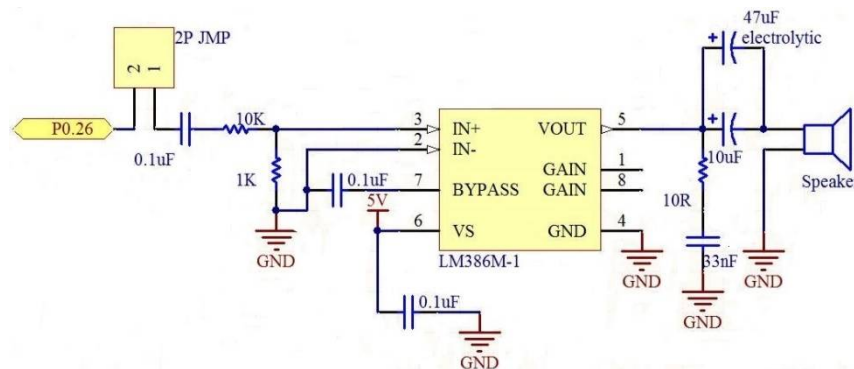 47uF
electrolytic
2P JMP
2
1
P0.26
0.1uF
10K
1K
3
IN+
2
IN-
0.1uF
7
BYPASS
5V
6
VS
VOUT
5
GAIN
1
GAIN
8
GND
4
LM386M-1
10uF
10R
33nF
Speake
GND
GND
GND
GND
0.1uF
GND